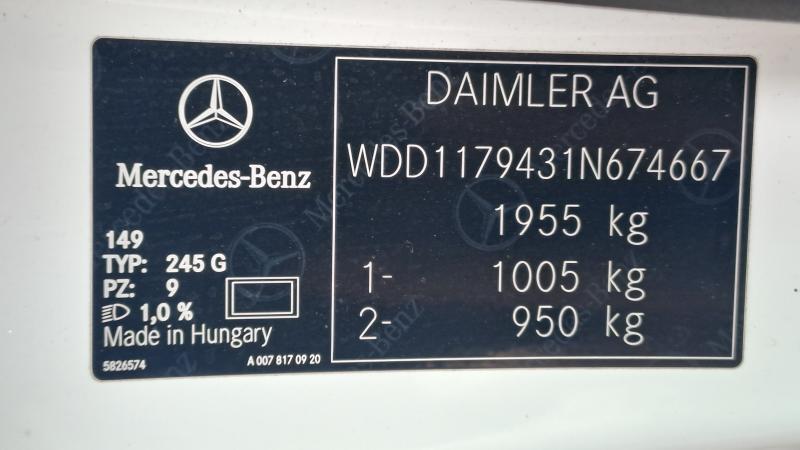 Mercedes-Benz
149
TYP: 245 G
PZ: 9
1,0 %
Made in Hungary
5826574
A 007 817 09 20
DAIMLER AG
WDD1179431N674667
1955 kg
1- 1005 kg
2- 950 kg